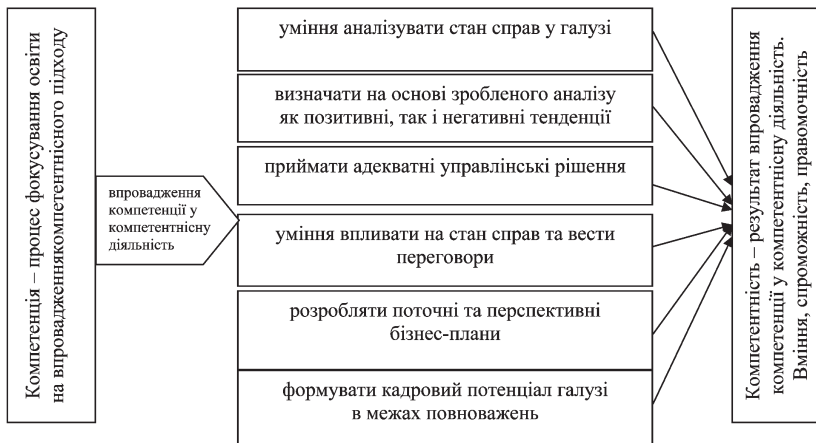 Компетенція – процес фокусування освіти
на впровадженнякомпетентнісного підходу
впровадження
компетенції у
компетентнісну
діяльність
уміння аналізувати стан справ у галузі
визначати на основі зробленого аналізу
як позитивні, так і негативні тенденції
приймати адекватні управлінські рішення
уміння впливати на стан справ та вести
переговори
розробляти поточні та перспективні
бізнес-плани
формувати кадровий потенціал галузі
в межах повноважень
Компетентність – результат впровадження
компетенції у компетентнісну діяльність.
Вміння, спроможність, правомочність